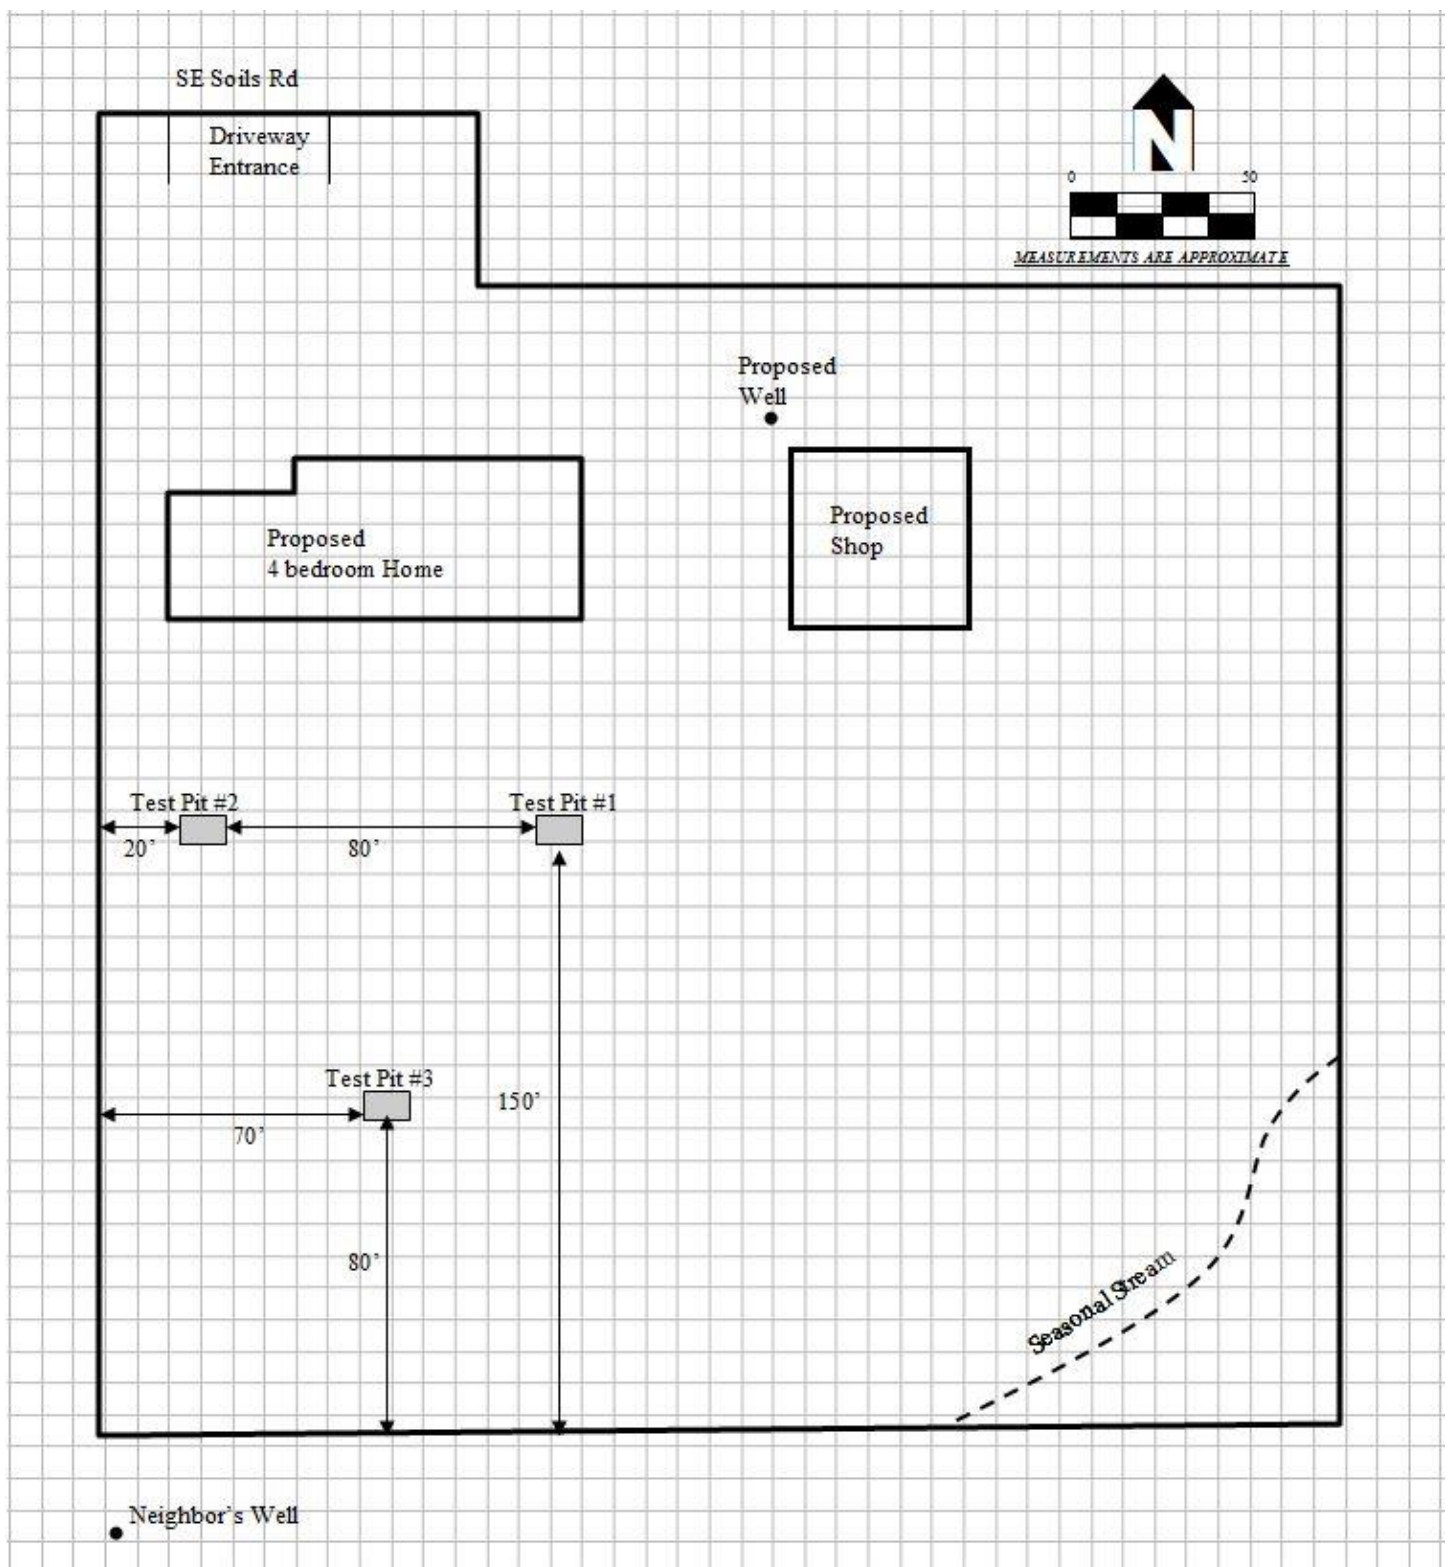 SE Soils Rd
Driveway
Entrance
N
0 50
MEASUREMENTS ARE APPROXIMATE
Proposed
Well
Proposed
4 bedroom Home
Proposed
Shop
Test Pit #2
Test Pit #1
20’
80’
Test Pit #3
150’
70’
80’
Seasonal Stream
Neighbor’s Well